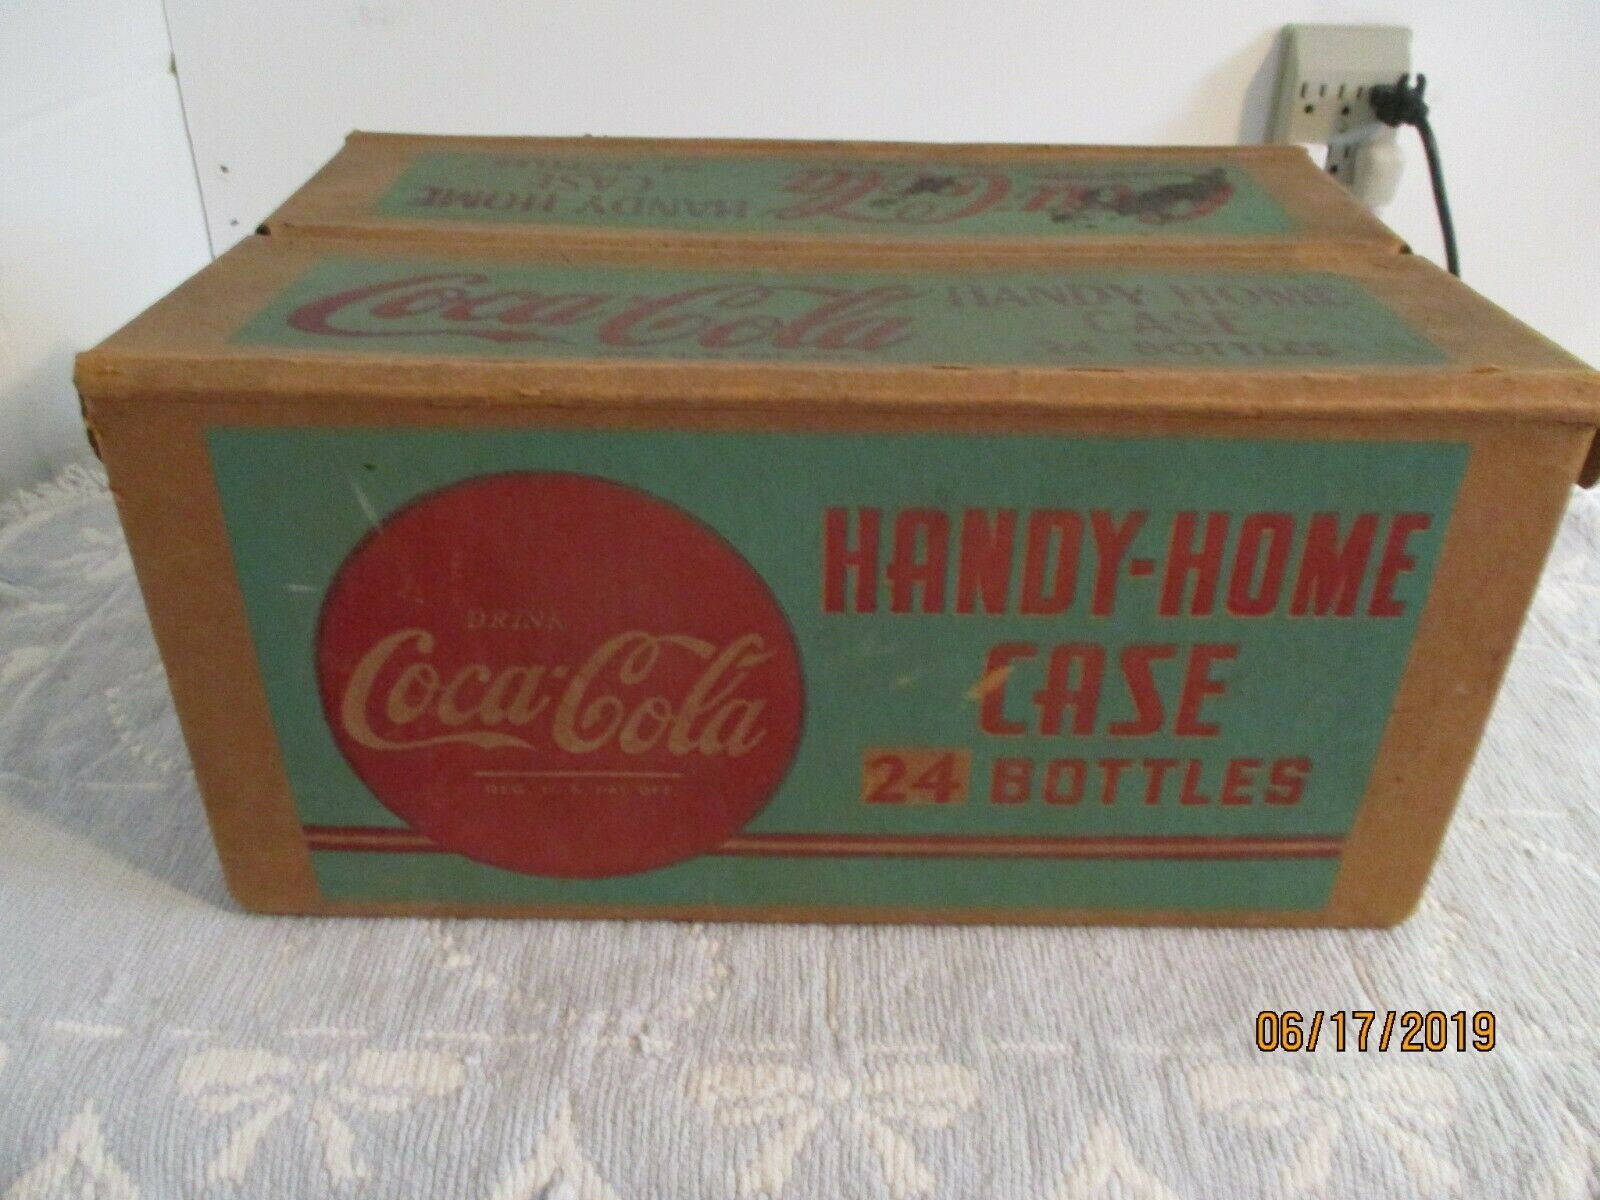 Coca-Cola HANDY HOME
CASE
24 BOTTLES
Coca-Cola HANDY HOME
CASE
24 BOTTLES
DRINK
Coca-Cola
REG. U. S. PAT. OFF.
HANDY-HOME
CASE
24 BOTTLES
06/17/2019